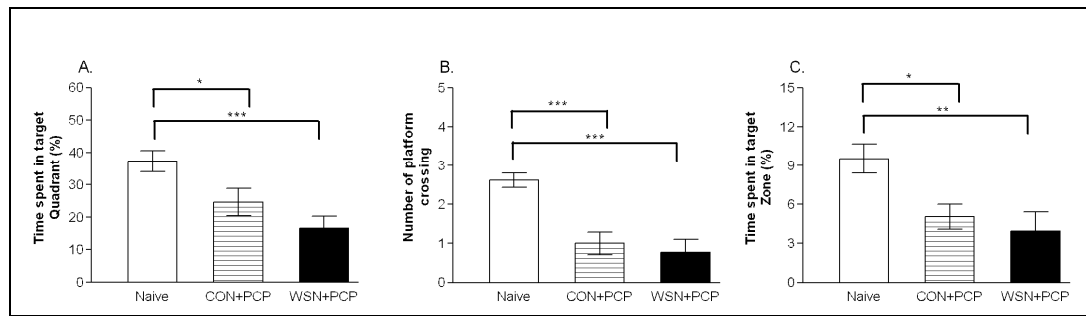 A.
Time spent in target
Quadrant (%)
60
50
40
30
20
10
0
*
***
Naive
CON+PCP
WSN+PCP
B.
Number of platform
crossing
5
4
3
2
1
0
***
***
Naive
CON+PCP
WSN+PCP
C.
Time spent in target
Zone (%)
15
12
9
6
3
0
*
**
Naive
CON+PCP
WSN+PCP